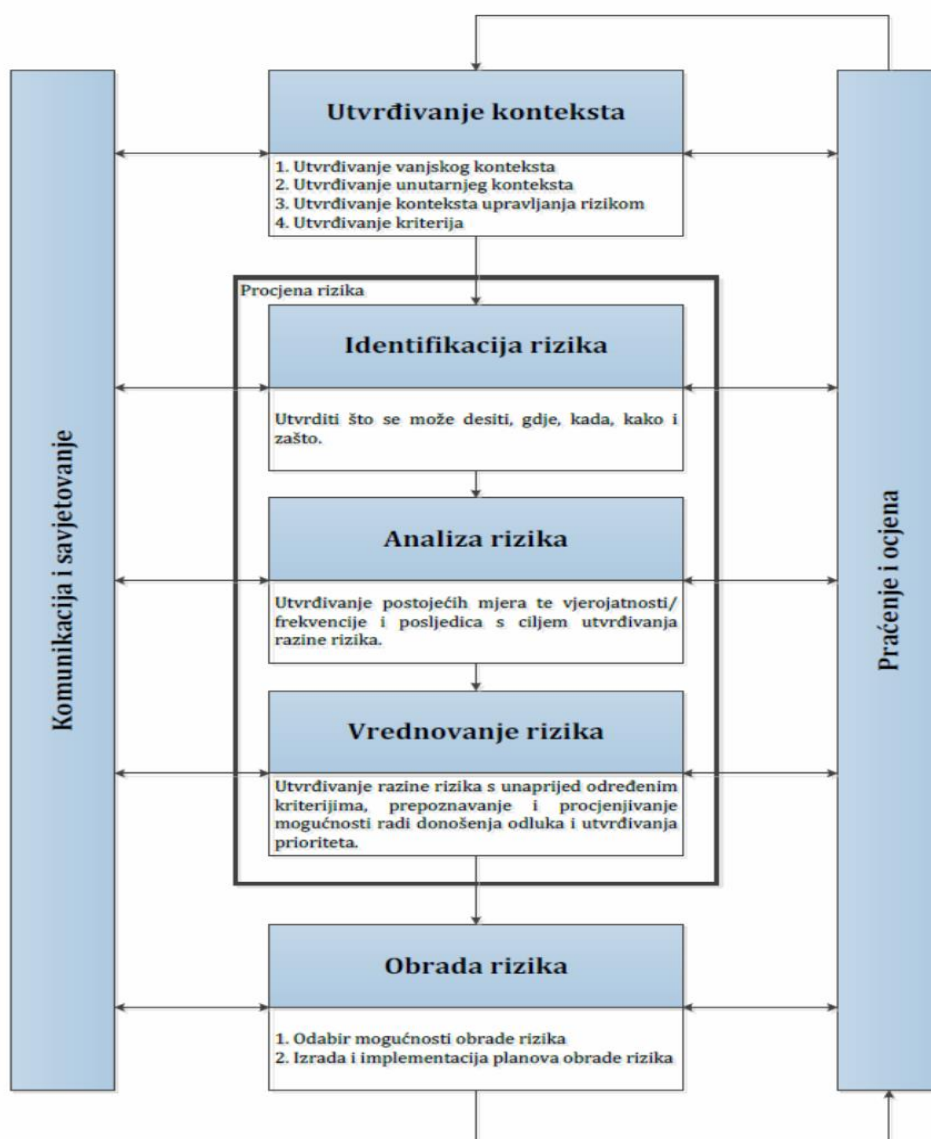 Utvrđivanje konteksta
1. Utvrđivanje vanjskog konteksta
2. Utvrđivanje unutarnjeg konteksta
3. Utvrđivanje konteksta upravljanja rizikom
4. Utvrđivanje kriterija
Procjena rizika
Identifikacija rizika
Utvrditi što se može desiti, gdje, kada, kako i
zašto.
Analiza rizika
Utvrđivanje postojećih mjera te vjerojatnosti/
frekvencije i posljedica s ciljem utvrđivanja
razine rizika.
Vrednovanje rizika
Utvrđivanje razine rizika s unaprijed određenim
kriterijima, prepoznavanje i procjenjivanje
mogućnosti radi donošenja odluka i utvrđivanja
prioriteta.
Obrada rizika
1. Odabir mogućnosti obrade rizika
2. Izrada i implementacija planova obrade rizika
Komunikacija i savjetovanje
Praćenje i ocjena